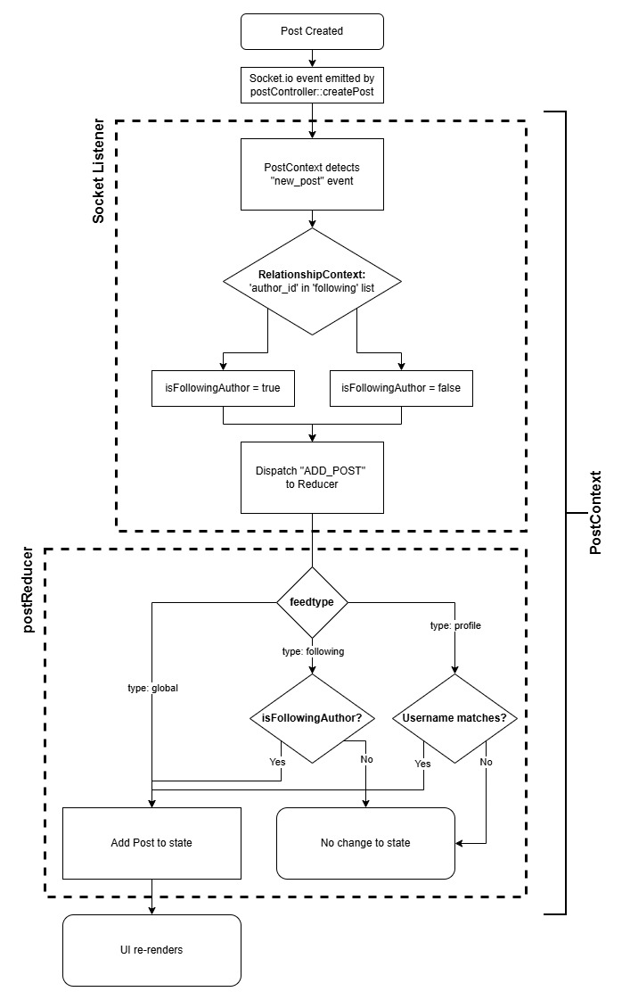 Post Created
Socket.io event emitted by
postController::createPost
Socket Listener
PostContext detects
"new_post" event
RelationshipContext:
'author_id' in 'following' list
isFollowingAuthor = true
isFollowingAuthor = false
Dispatch "ADD_POST"
to Reducer
PostContext
postReducer
feedtype
type: profile
type: following
type: global
isFollowingAuthor?
Username matches?
Yes
No
Yes
No
Add Post to state
No change to state
UI re-renders